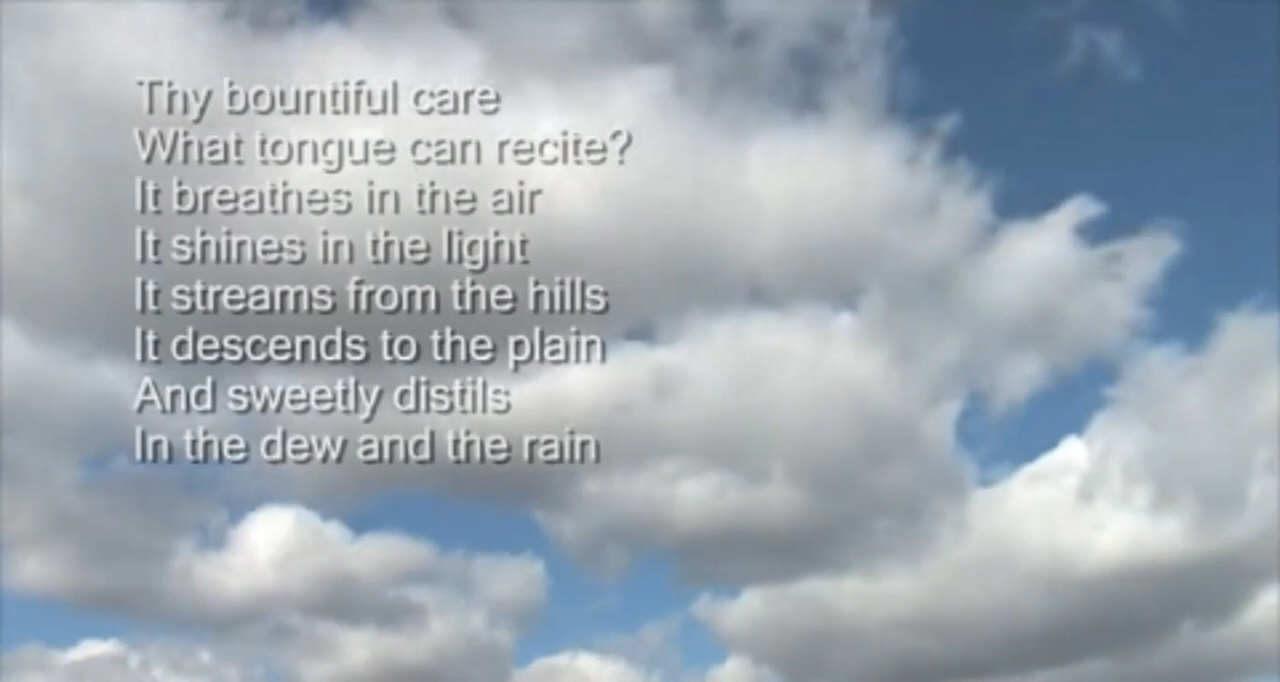 Thy bountiful care
What tongue can recite?
It breathes in the air
It shines in the light
It streams from the hills
It descends to the plain
And sweetly distils
In the dew and the rain